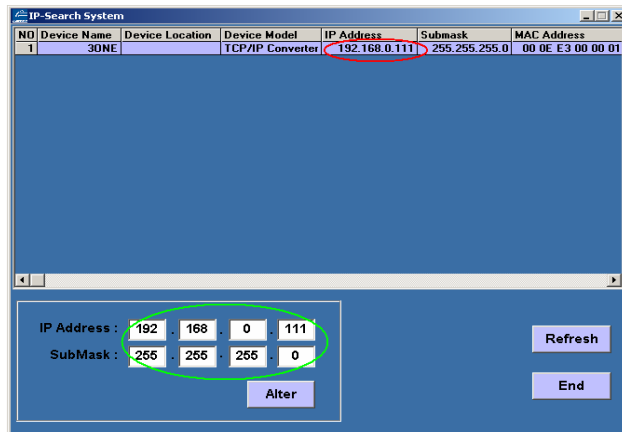 IP-Search System
NO Device Name Device Location Device Model IP Address Submask MAC Address
1 3ONE TCP/IP Converter 192.168.0.111 255.255.255.0 00 0E E3 00 00 01
IP Address : 192 . 168 . 0 . 111
SubMask : 255 . 255 . 255 . 0
Alter
Refresh
End